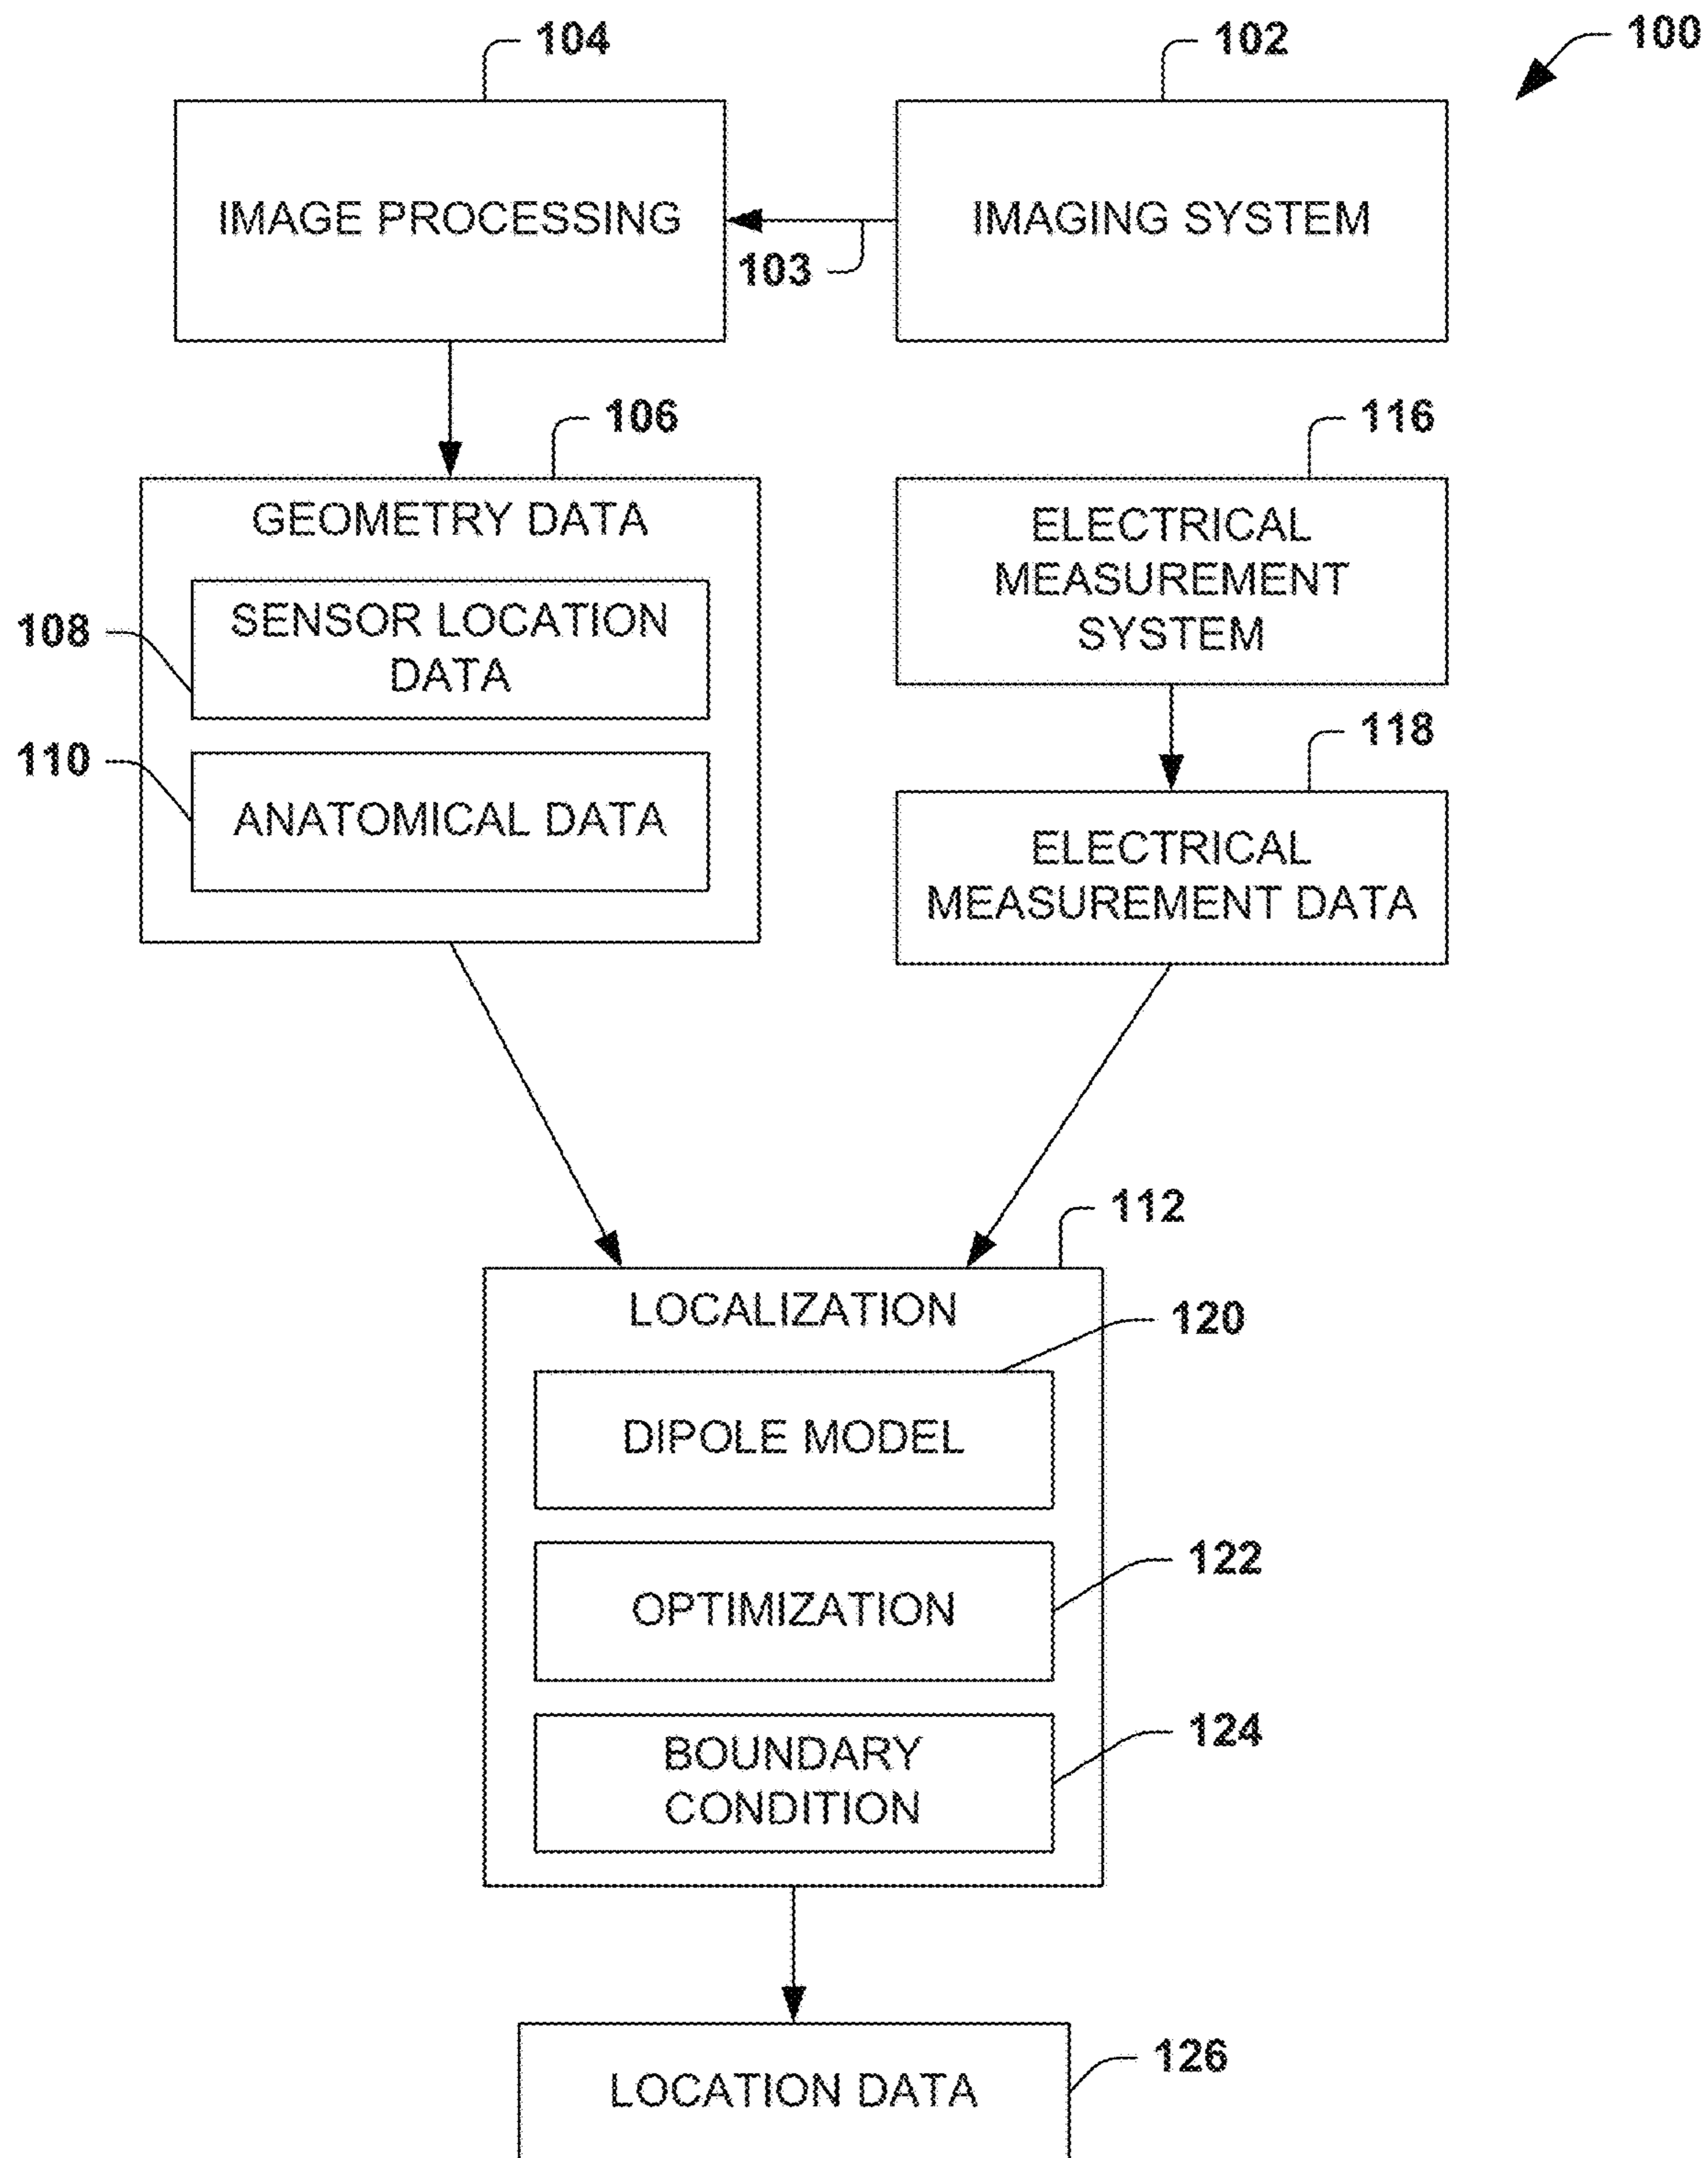 104
102
100
IMAGE PROCESSING
IMAGING SYSTEM
103
106
116
GEOMETRY DATA
ELECTRICAL
MEASUREMENT
SYSTEM
108
SENSOR LOCATION
DATA
118
110
ANATOMICAL DATA
ELECTRICAL
MEASUREMENT DATA
112
LOCALIZATION
120
DIPOLE MODEL
122
OPTIMIZATION
124
BOUNDARY
CONDITION
126
LOCATION DATA